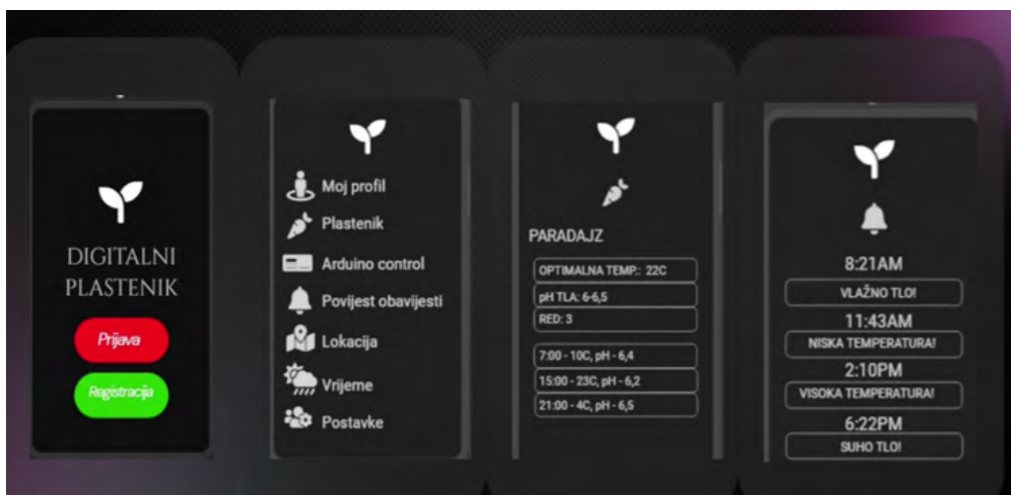 DIGITALNI
PLASTENIK
Prijava
Registracija
Moj profil
Plastenik
Arduino control
Povijest obavijesti
Lokacija
Vrijeme
Postavke
PARADAJZ
OPTIMALNA TEMP.: 22C
pH TLA: 6-6,5
RED: 3
7:00 - 10C, pH - 6,4
15:00 - 23C, pH - 6,2
21:00 - 4C, pH - 6,5
8:21AM
VLAŽNO TLO!
11:43AM
NISKA TEMPERATURA!
2:10PM
VISOKA TEMPERATURA!
6:22PM
SUHO TLO!